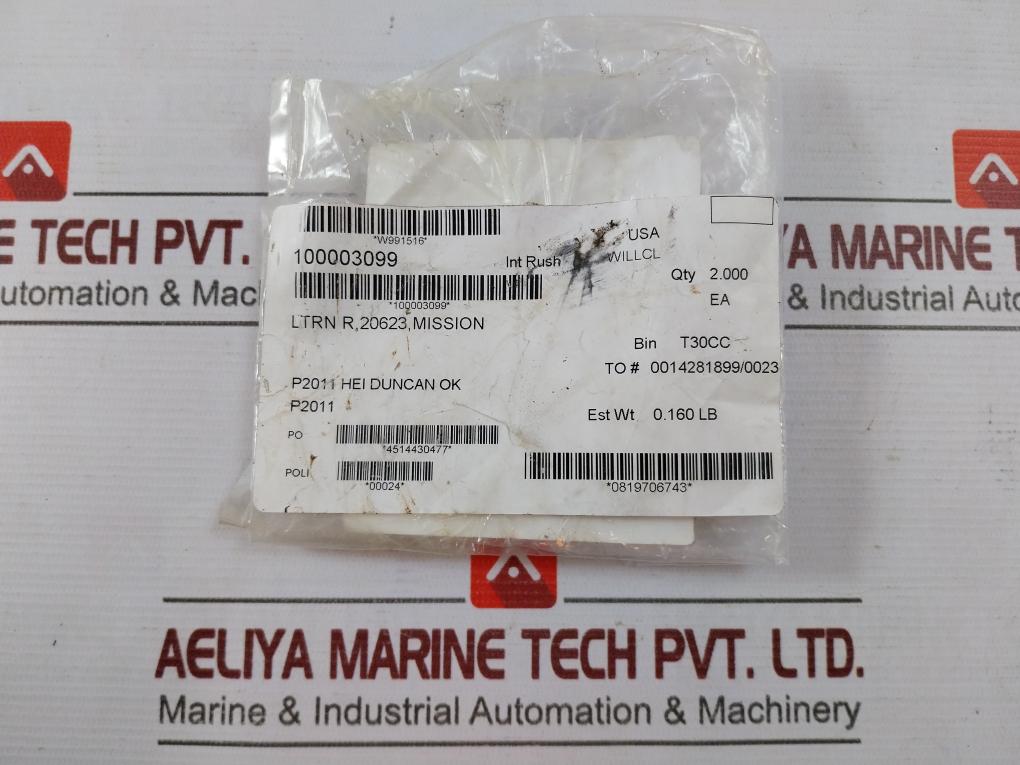 *W991516*
100003099
Int Rush
USA
WILLCL
Qty 2.000
EA
*100003099*
LTRN R,20623,MISSION
Bin T30CC
TO # 0014281899/0023
P2011 HEI DUNCAN OK
P2011
Est Wt 0.160 LB
PO
*4514430477*
POLI
*00024*
*0819706743*
E TECH PVT.
utomation & Mac
YA MARINE
& Industrial Auto
AELIYA MARINE TECH PVT. LTD.
Marine & Industrial Automation & Machinery